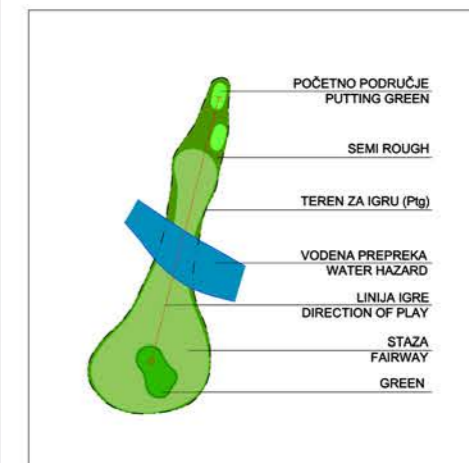 POČETNO PODRUČJE
PUTTING GREEN
SEMI ROUGH
TEREN ZA IGRU (Ptg)
VODENA PREPREKA
WATER HAZARD
LINIJA IGRE
DIRECTION OF PLAY
STAZA
FAIRWAY
GREEN